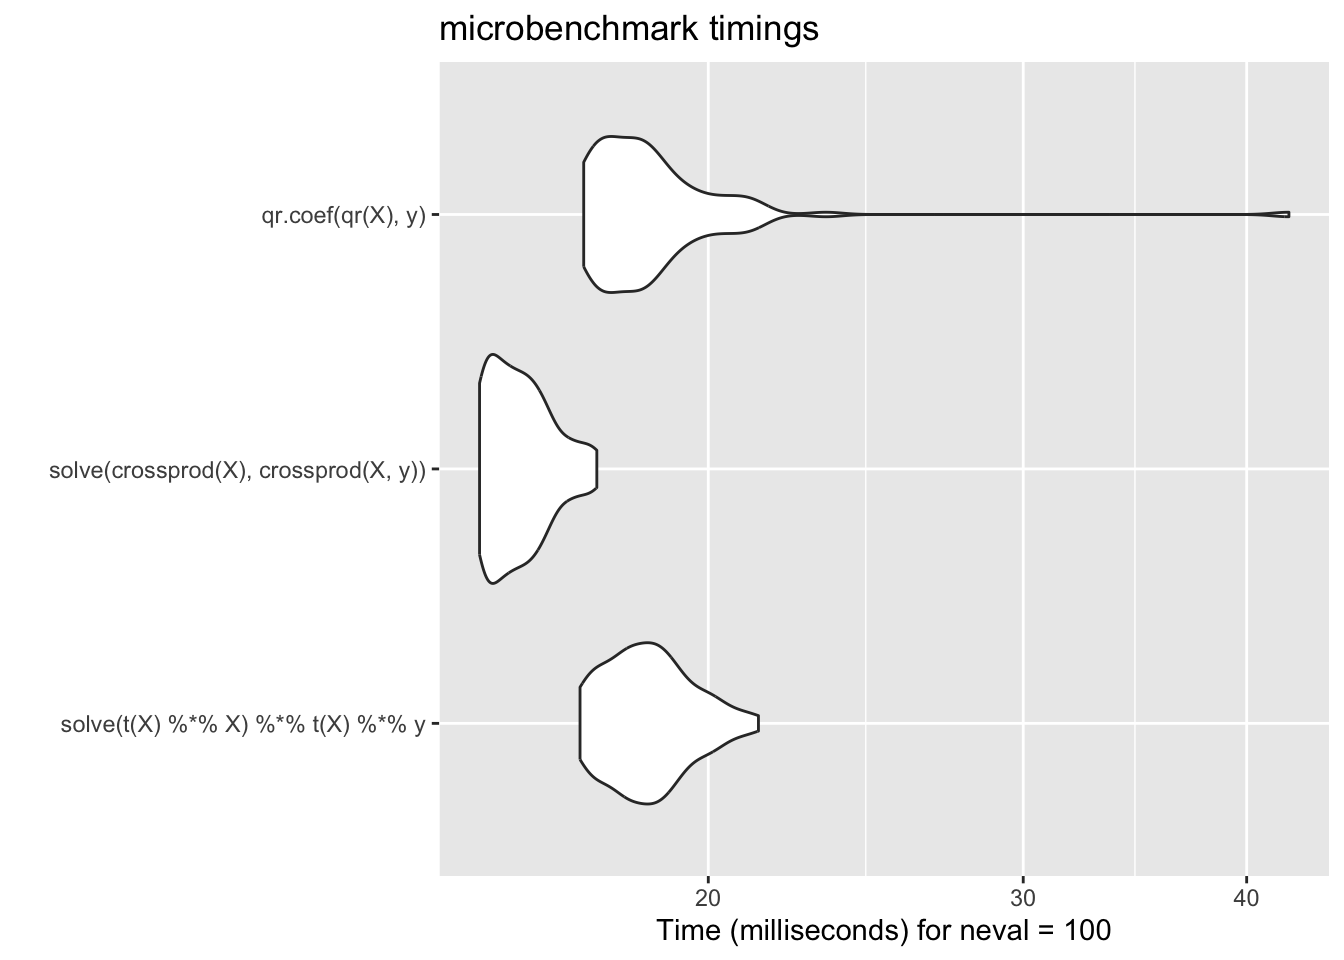 microbenchmark timings
qr.coef(qr(X), y)
solve(crossprod(X), crossprod(X, y))
solve(t(X) %*% X) %*% t(X) %*% y
20 30 40
Time (milliseconds) for neval = 100